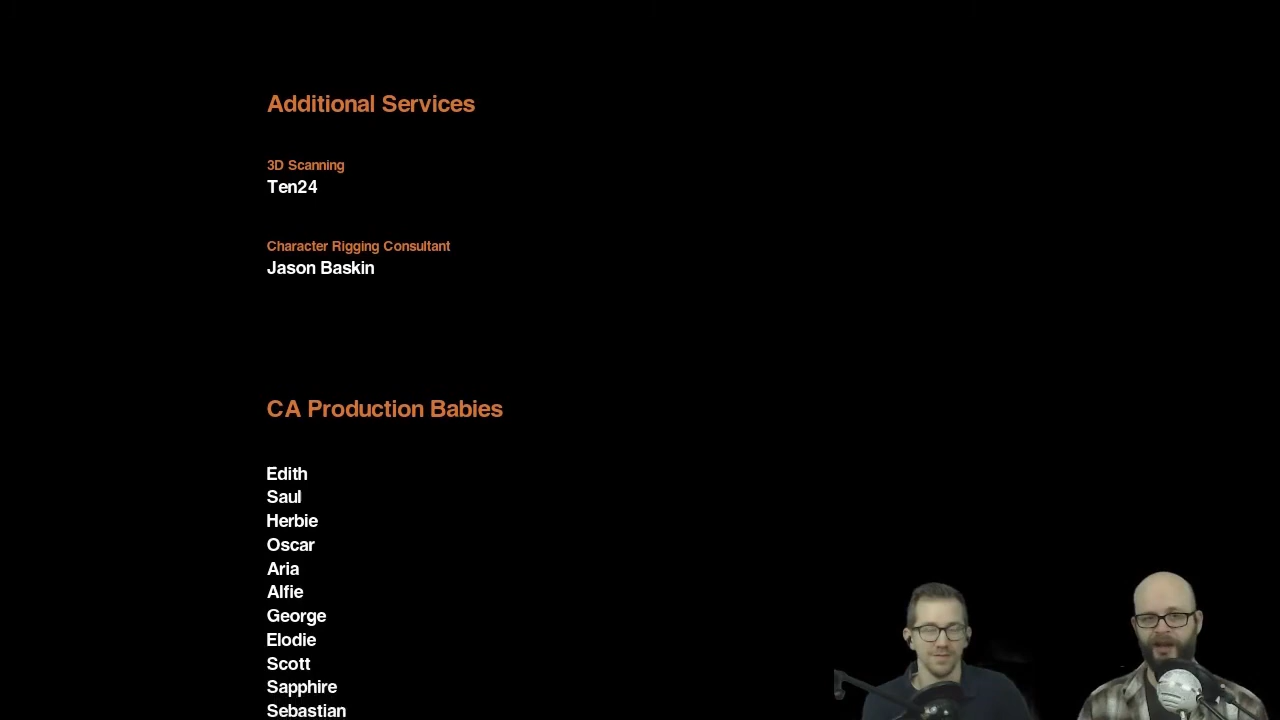 Additional Services
3D Scanning
Ten24
Character Rigging Consultant
Jason Baskin
CA Production Babies
Edith
Saul
Herbie
Oscar
Aria
Alfie
George
Elodie
Scott
Sapphire
Sebastian